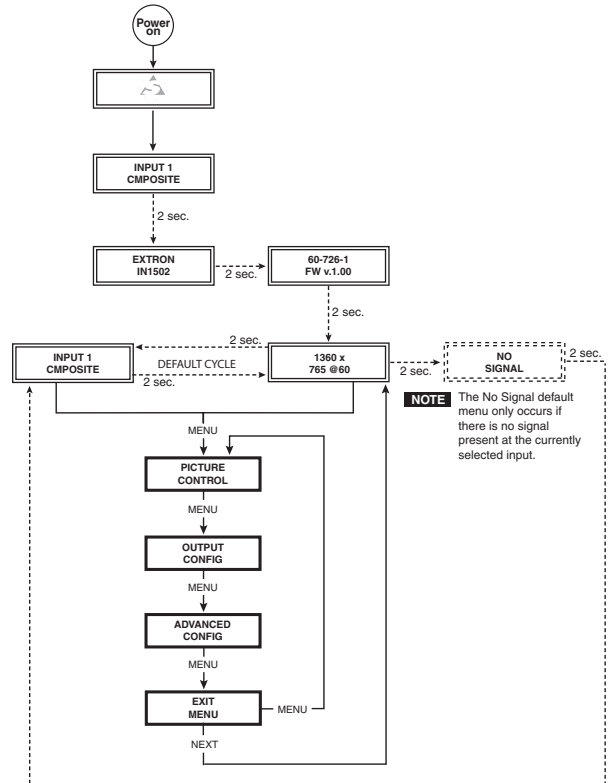 Power
on
INPUT 1
CMPOSITE
2 sec.
EXTRON
IN1502
2 sec.
60-726-1
FW v.1.00
2 sec.
INPUT 1
CMPOSITE
2 sec.
DEFAULT CYCLE
2 sec.
1360 x
765 @60
2 sec.
NO
SIGNAL
2 sec.
NOTE The No Signal default
menu only occurs if
there is no signal
present at the currently
selected input.
MENU
PICTURE
CONTROL
MENU
OUTPUT
CONFIG
MENU
ADVANCED
CONFIG
MENU
EXIT
MENU
MENU
NEXT